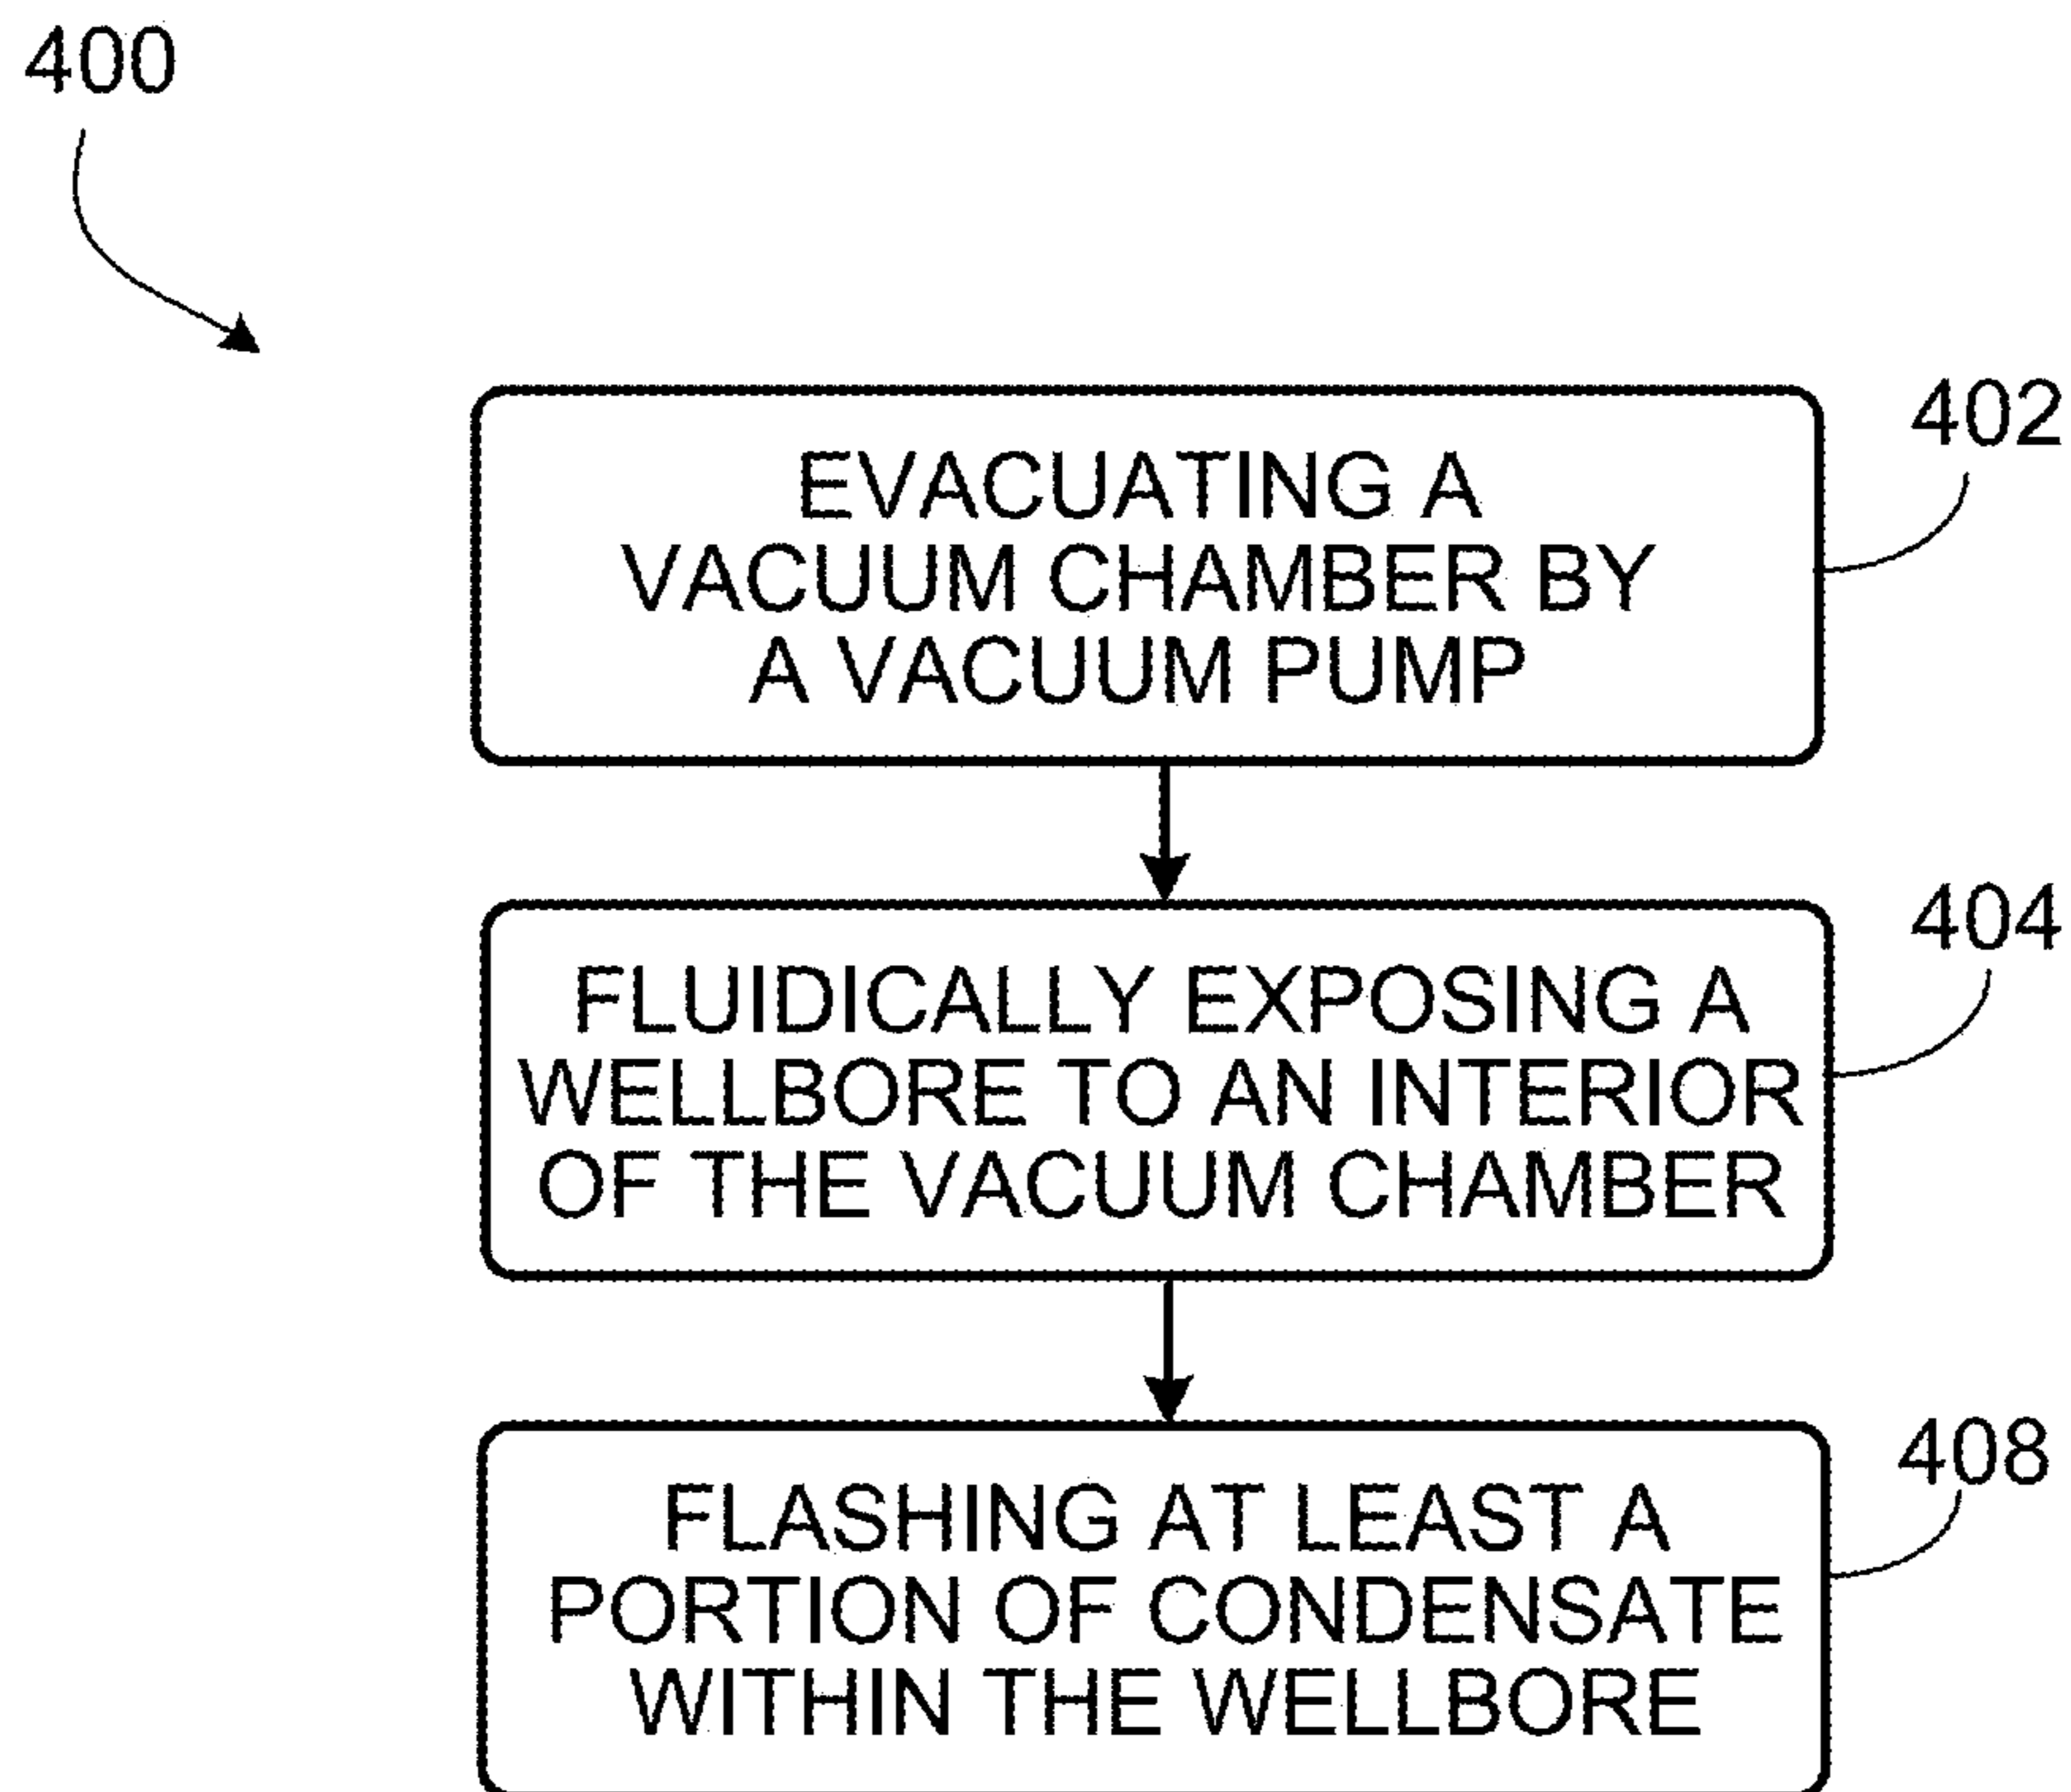 400
402
EVACUATING A
VACUUM CHAMBER BY
A VACUUM PUMP
404
FLUIDICALLY EXPOSING A
WELLBORE TO AN INTERIOR
OF THE VACUUM CHAMBER
408
FLASHING AT LEAST A
PORTION OF CONDENSATE
WITHIN THE WELLBORE